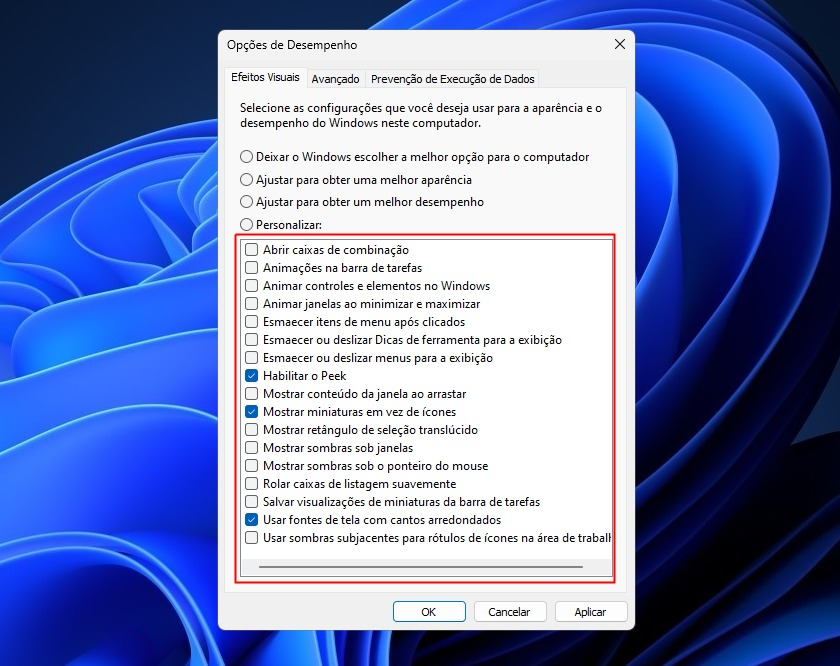 Opções de Desempenho
Efeitos Visuais
Avançado
Prevenção de Execução de Dados
Selecione as configurações que você deseja usar para a aparência e o
desempenho do Windows neste computador.
Deixar o Windows escolher a melhor opção para o computador
Ajustar para obter uma melhor aparência
Ajustar para obter um melhor desempenho
Personalizar:
Abrir caixas de combinação
Animações na barra de tarefas
Animar controles e elementos no Windows
Animar janelas ao minimizar e maximizar
Esmaecer itens de menu após clicados
Esmaecer ou deslizar Dicas de ferramenta para a exibição
Esmaecer ou deslizar menus para a exibição
Habilitar o Peek
Mostrar conteúdo da janela ao arrastar
Mostrar miniaturas em vez de ícones
Mostrar retângulo de seleção translúcido
Mostrar sombras sob janelas
Mostrar sombras sob o ponteiro do mouse
Rolar caixas de listagem suavemente
Salvar visualizações de miniaturas da barra de tarefas
Usar fontes de tela com cantos arredondados
Usar sombras subjacentes para rótulos de ícones na área de trabalh
OK
Cancelar
Aplicar